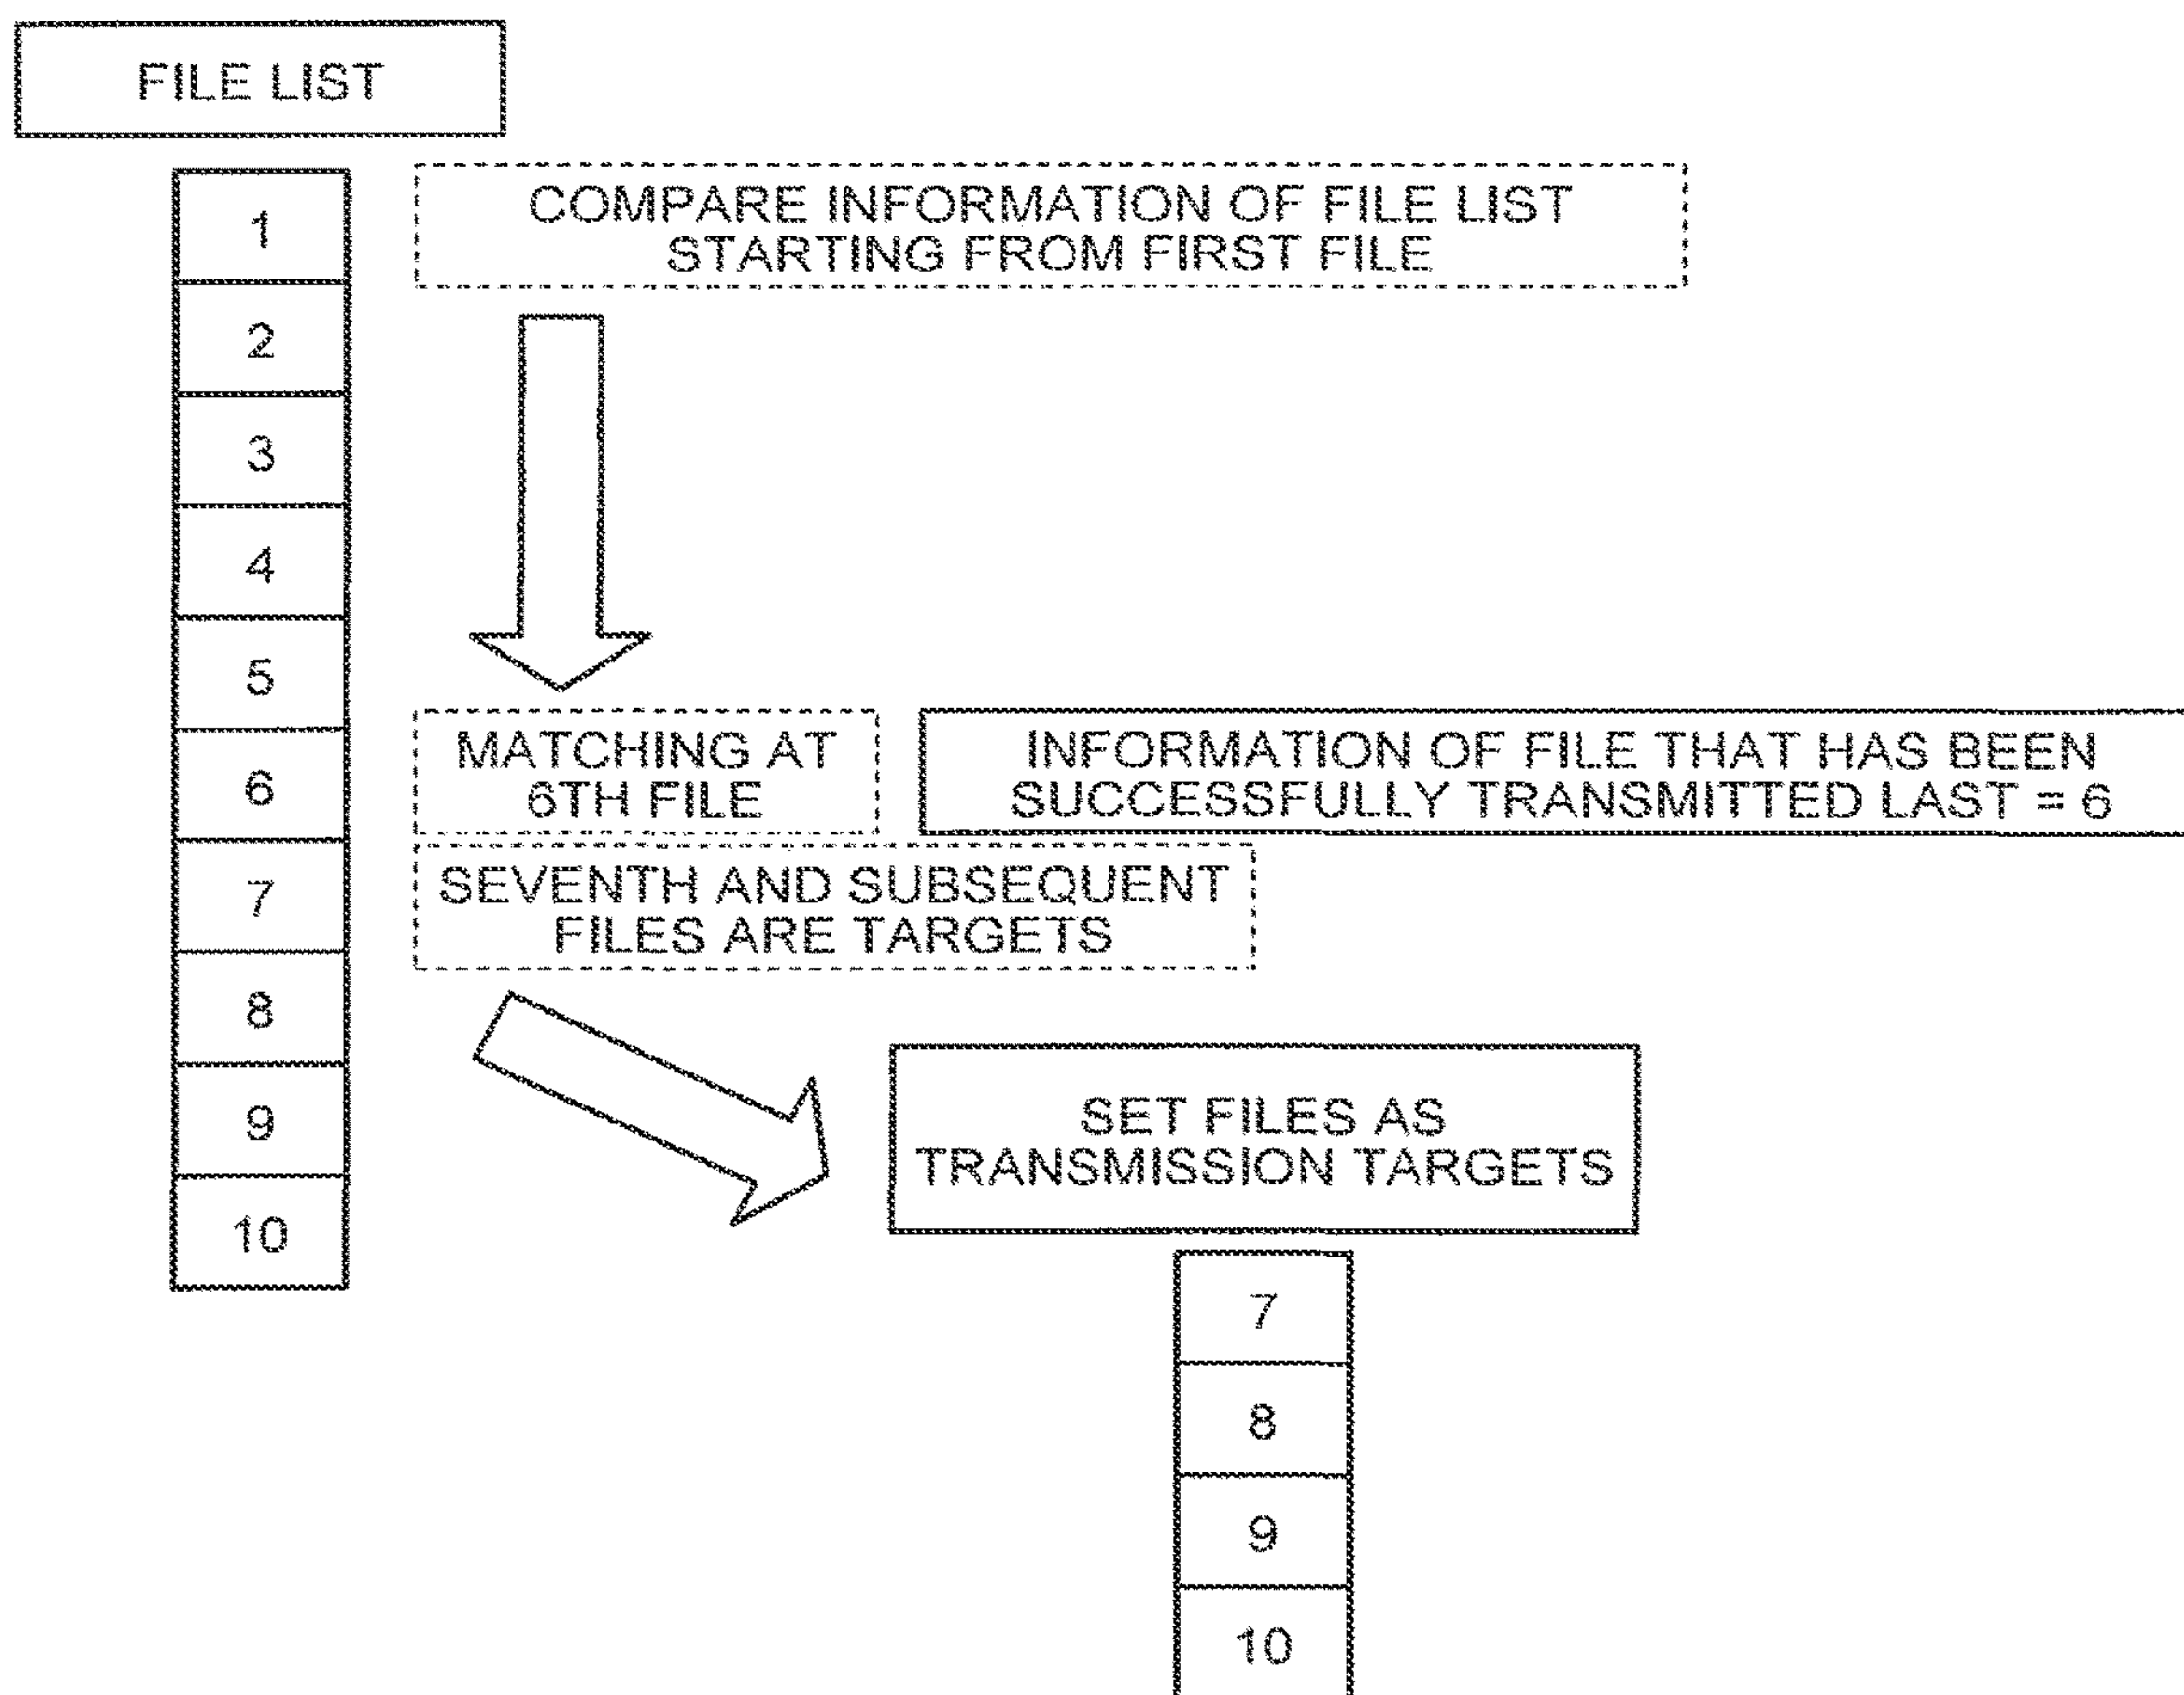 FILE LIST
1
COMPARE INFORMATION OF FILE LIST
STARTING FROM FIRST FILE
2
3
4
5
6
MATCHING AT
6TH FILE
INFORMATION OF FILE THAT HAS BEEN
SUCCESSFULLY TRANSMITTED LAST = 6
7
SEVENTH AND SUBSEQUENT
FILES ARE TARGETS
8
9
10
SET FILES AS
TRANSMISSION TARGETS
7
8
9
10